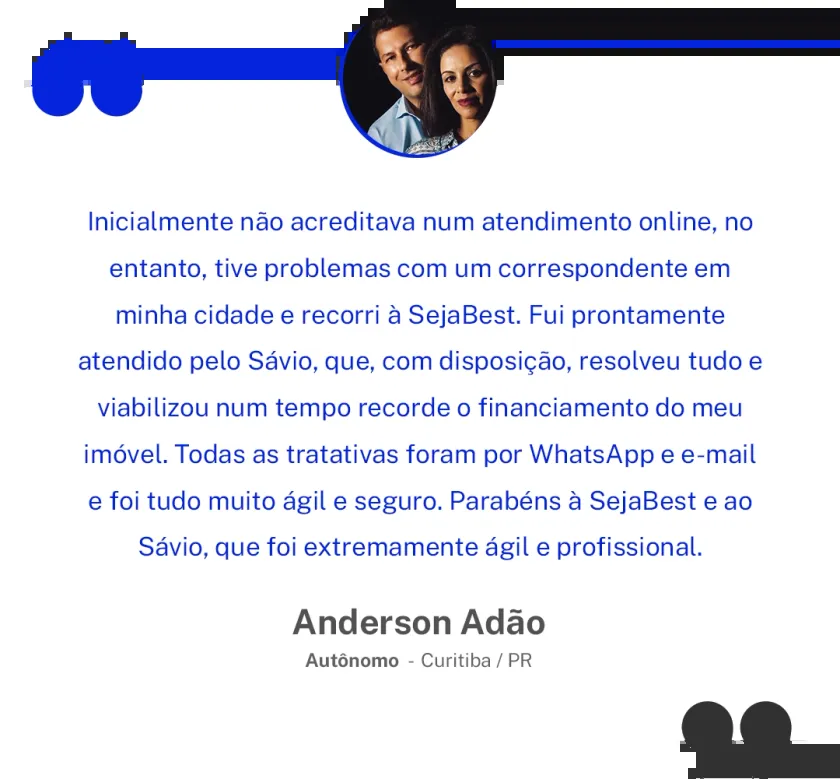 Inicialmente não acreditava num atendimento online, no
entanto, tive problemas com um correspondente em
minha cidade e recorri à SejaBest. Fui prontamente
atendido pelo Sávio, que, com disposição, resolveu tudo e
viabilizou num tempo recorde o financiamento do meu
imóvel. Todas as tratativas foram por WhatsApp e e-mail
e foi tudo muito ágil e seguro. Parabéns à SejaBest e ao
Sávio, que foi extremamente ágil e profissional.
Anderson Adão
Autônomo - Curitiba / PR